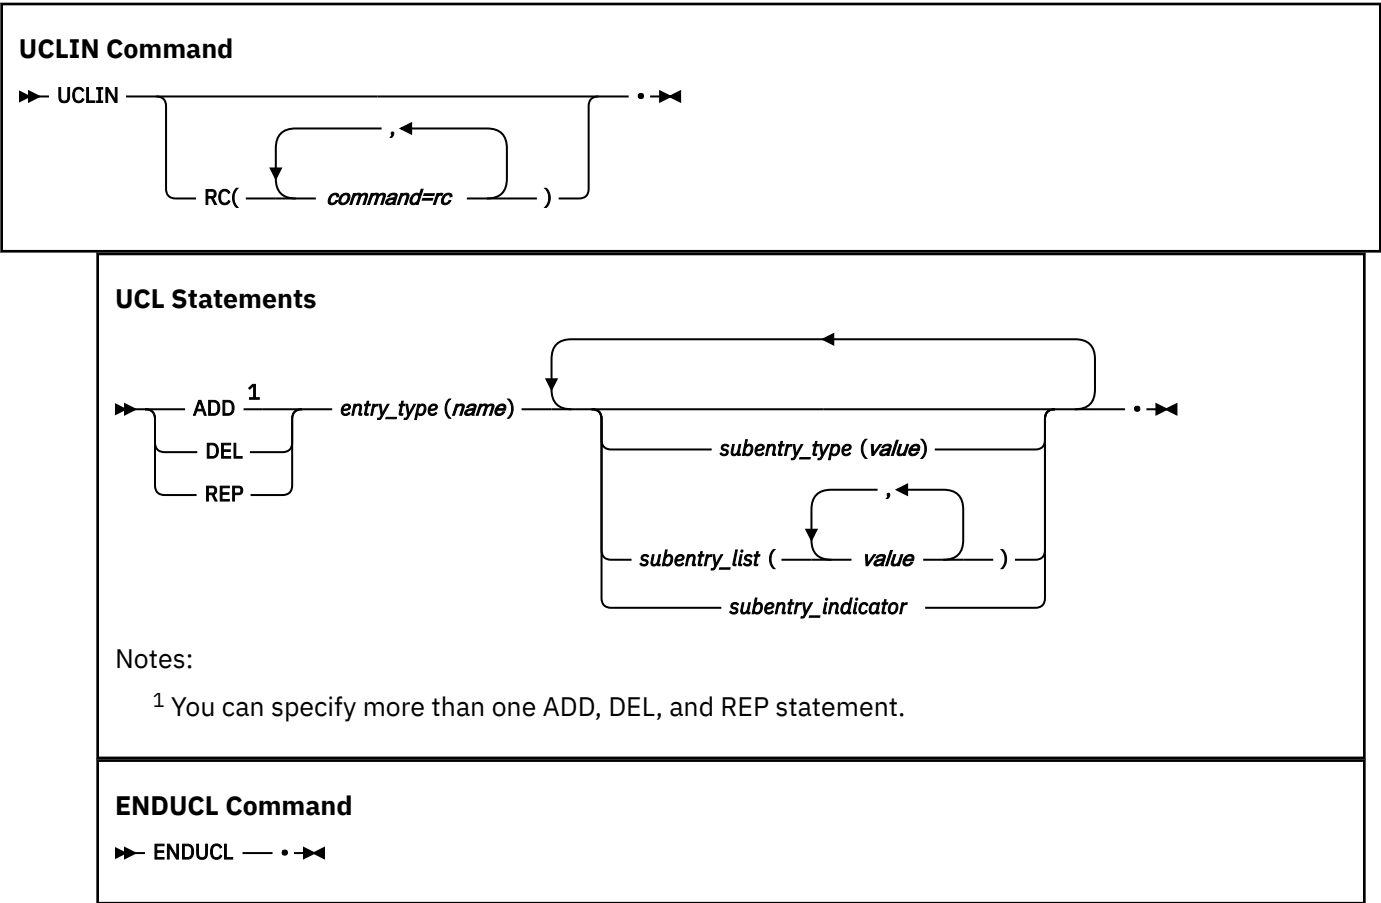 UCLIN Command
UCLIN .
,
RC( command=rc )
UCL Statements
ADD 1 entry_type (name) .
DEL subentry_type (value)
REP
,
subentry_list ( value )
subentry_indicator
Notes:
1 You can specify more than one ADD, DEL, and REP statement.
ENDUCL Command
ENDUCL .